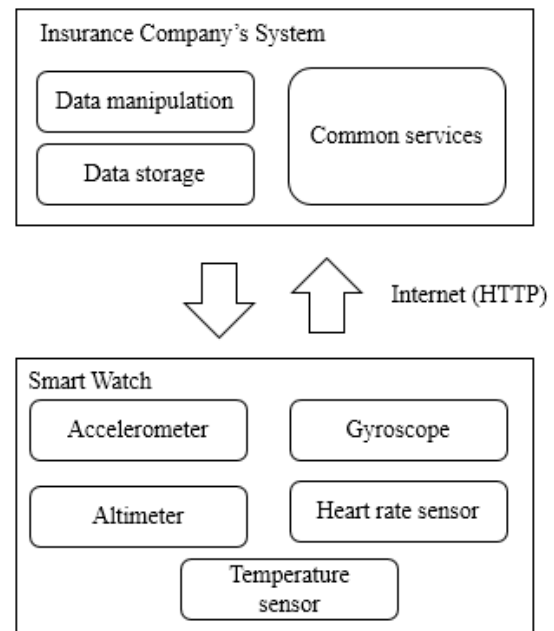 Insurance Company's System
Data manipulation
Common services
Data storage
Internet (HTTP)
Smart Watch
Accelerometer
Gyroscope
Altimeter
Heart rate sensor
Temperature
sensor